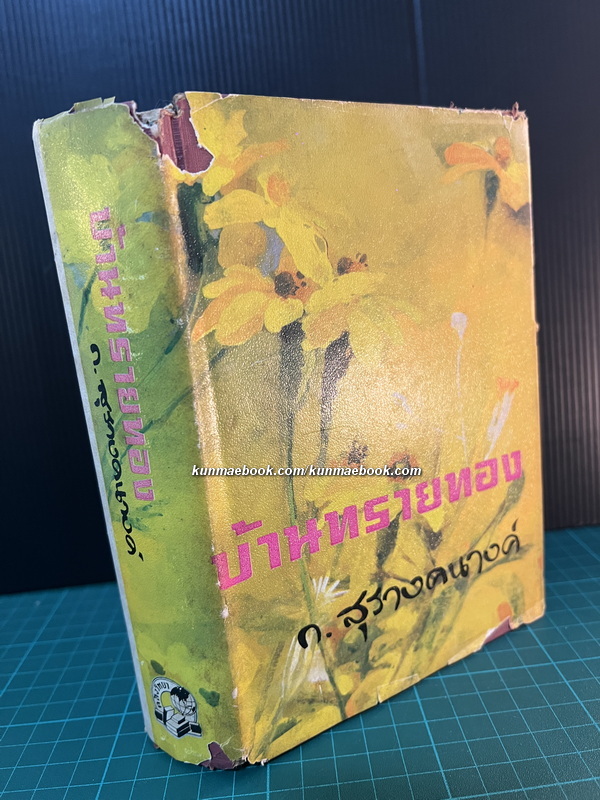 บ้านทรายทอง
ก. สุรางคนางค์
kunmaebook.com/kunmaebook.com
บ้านทรายทอง
ก. สุรางคนางค์